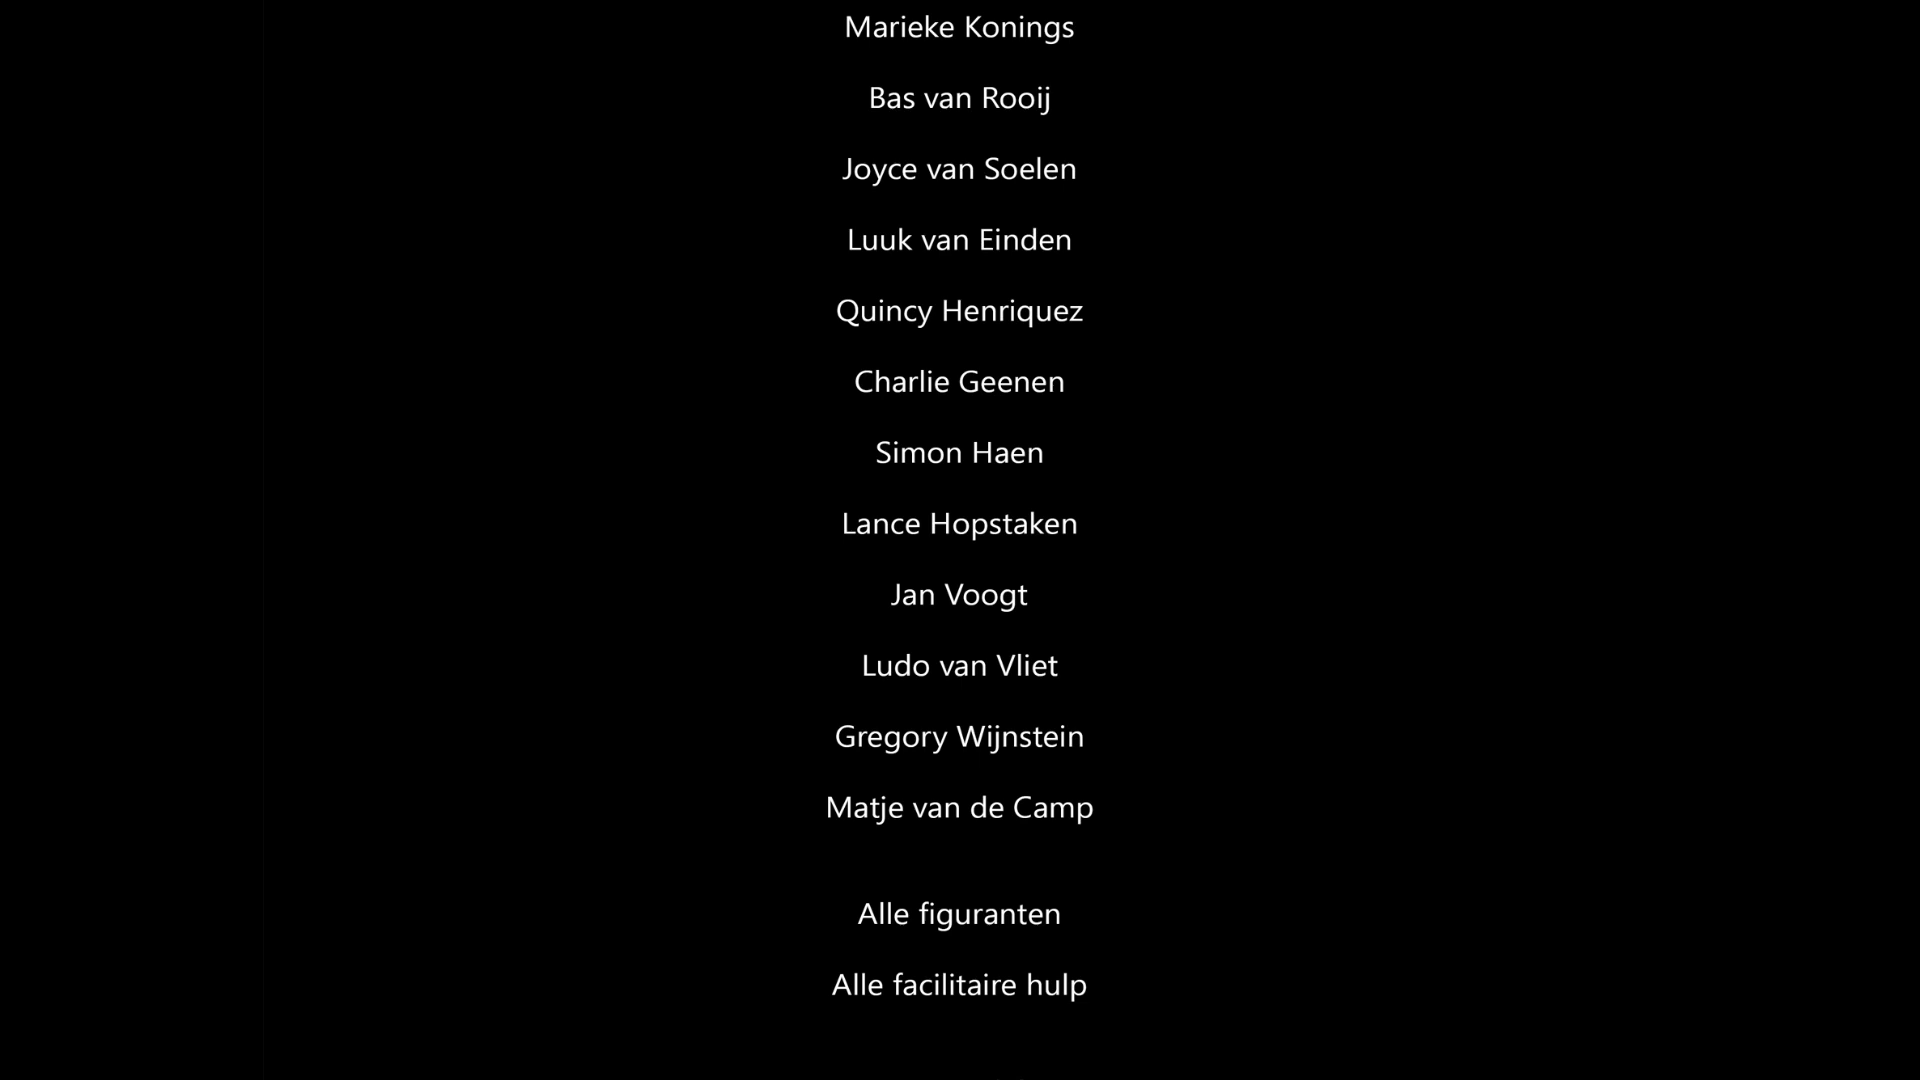 Marieke Konings
Bas van Rooij
Joyce van Soelen
Luuk van Einden
Quincy Henriquez
Charlie Geenen
Simon Haen
Lance Hopstaken
Jan Voogt
Ludo van Vliet
Gregory Wijnstein
Matje van de Camp
Alle figuranten
Alle facilitaire hulp